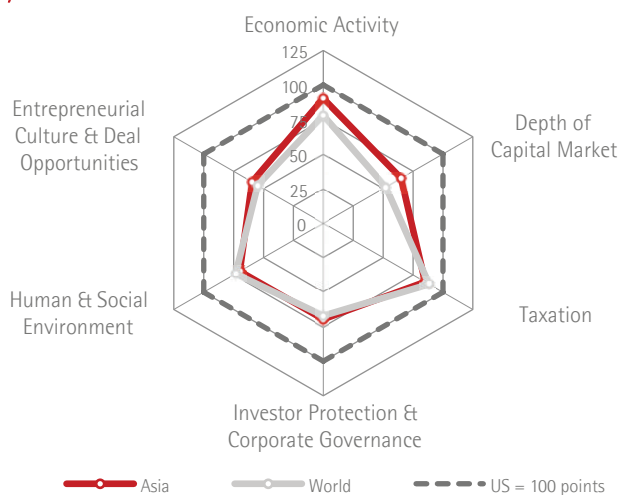 Economic Activity
125
100
75
50
25
0
Entrepreneurial
Culture & Deal
Opportunities
Depth of
Capital Market
Human & Social
Environment
Taxation
Investor Protection &
Corporate Governance
Asia
World
US = 100 points